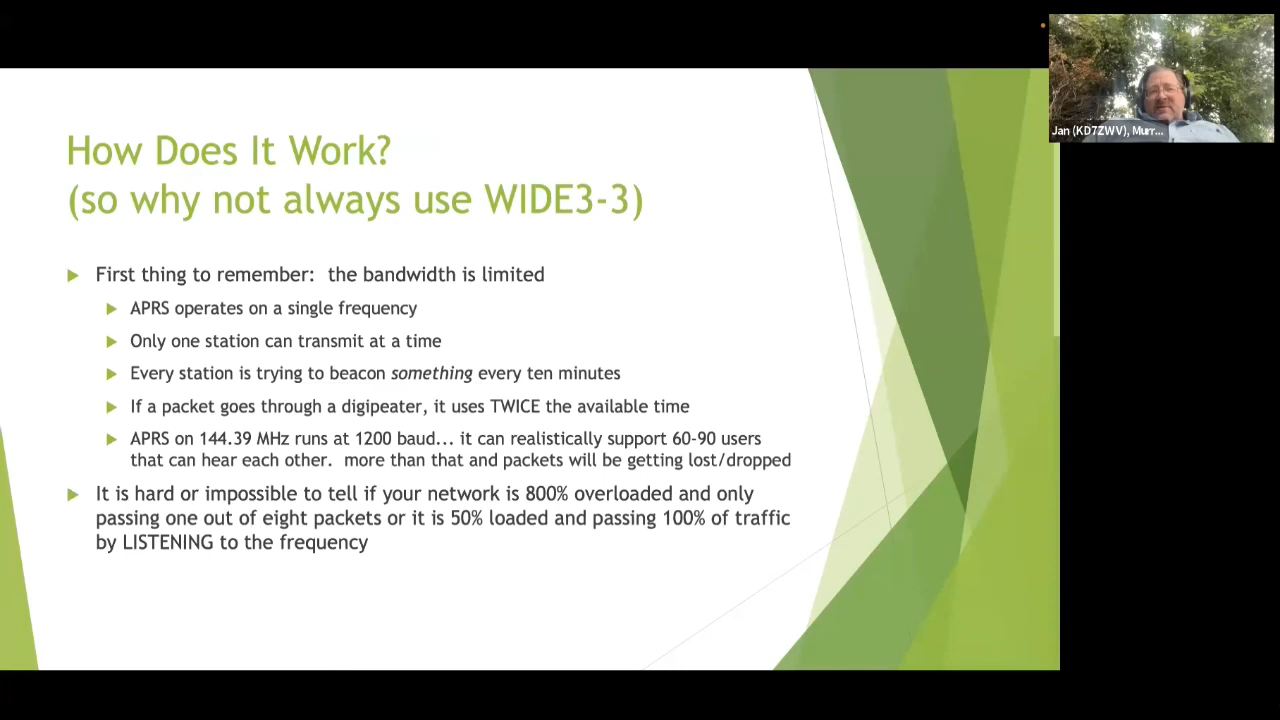 How Does It Work?
(so why not always use WIDE3-3)
First thing to remember:  the bandwidth is limited
APRS operates on a single frequency
Only one station can transmit at a time
Every station is trying to beacon something every ten minutes
If a packet goes through a digipeater, it uses TWICE the available time
APRS on 144.39 MHz runs at 1200 baud... it can realistically support 60-90 users
that can hear each other.  more than that and packets will be getting lost/dropped
It is hard or impossible to tell if your network is 800% overloaded and only
passing one out of eight packets or it is 50% loaded and passing 100% of traffic
by LISTENING to the frequency
Jan (KD7ZWV), Murr...